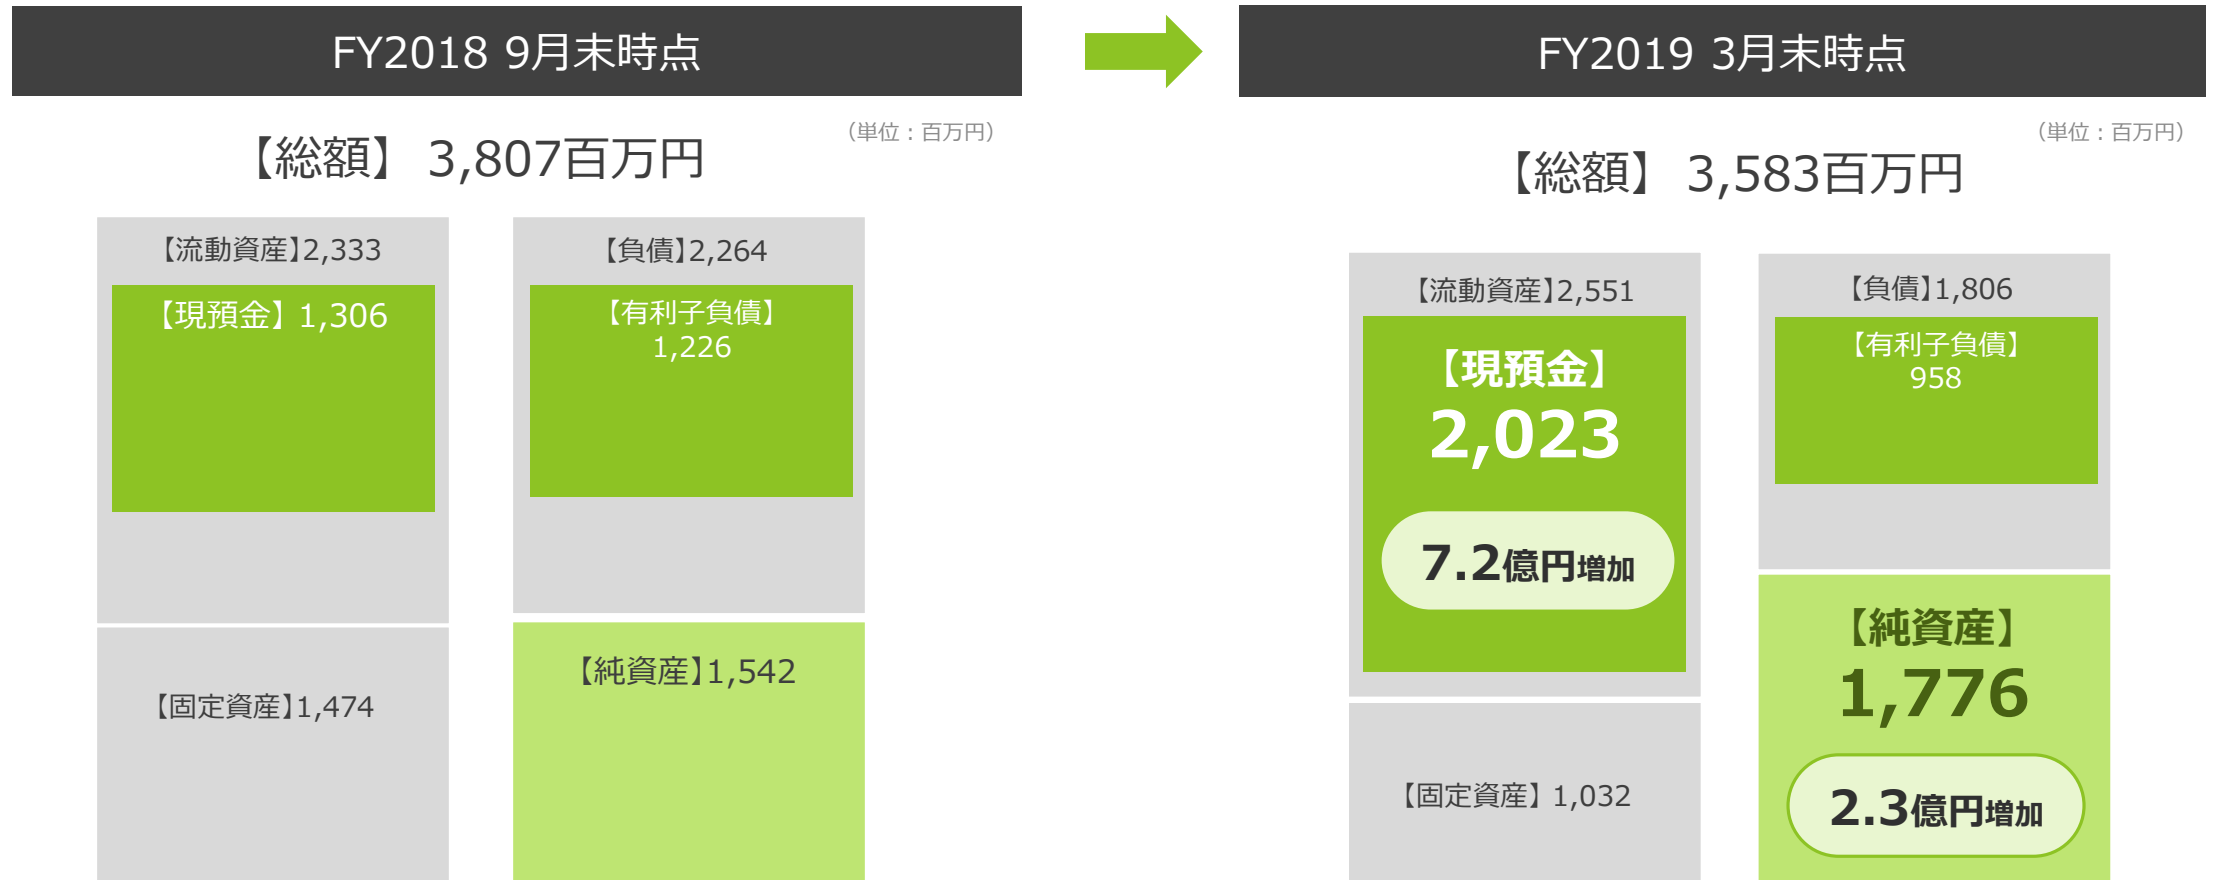 FY2018 9月末時点
（単位：百万円）
【総額】 3,807百万円
【流動資産】2,333
【現預金】1,306
【固定資産】1,474
【負債】2,264
【有利子負債】
1,226
【純資産】1,542
FY2019 3月末時点
（単位：百万円）
【総額】 3,583百万円
【流動資産】2,551
【現預金】
2,023
7.2億円増加
【固定資産】1,032
【負債】1,806
【有利子負債】
958
【純資産】
1,776
2.3億円増加